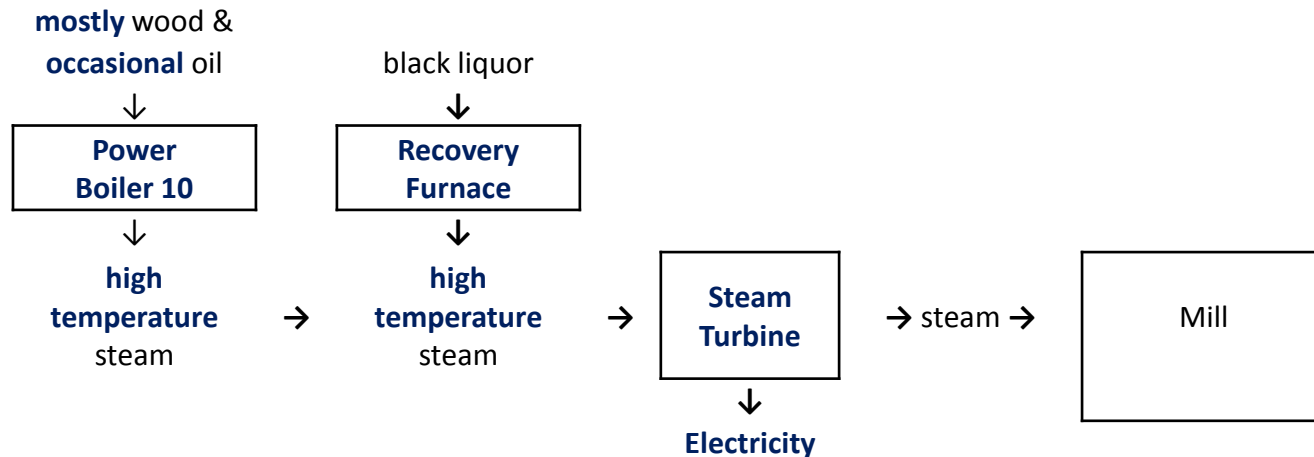 mostly wood &
occasional oil
↓
Power
Boiler 10
↓
high
temperature
steam
→
black liquor
↓
Recovery
Furnace
↓
high
temperature
steam
→
Steam
Turbine
↓
Electricity
→ steam →
Mill